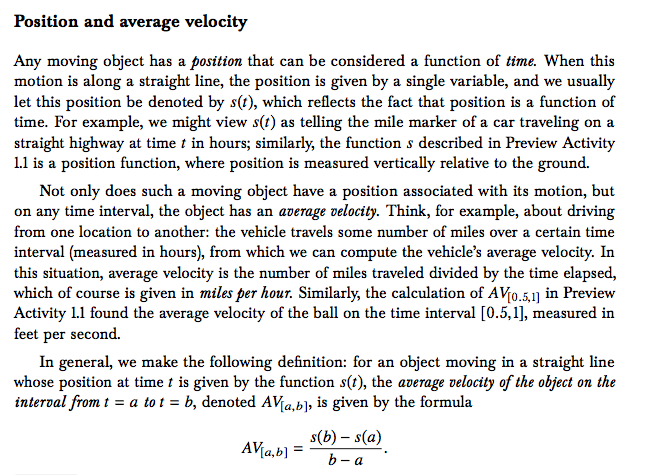 Position and average velocity
Any moving object has a position that can be considered a function of time. When this
motion is along a straight line, the position is given by a single variable, and we usually
let this position be denoted by s(t), which reflects the fact that position is a function of
time. For example, we might view s(t) as telling the mile marker of a car traveling on a
straight highway at time t in hours; similarly, the function s described in Preview Activity
1.1 is a position function, where position is measured vertically relative to the ground.
Not only does such a moving object have a position associated with its motion, but
on any time interval, the object has an average velocity. Think, for example, about driving
from one location to another: the vehicle travels some number of miles over a certain time
interval (measured in hours), from which we can compute the vehicle's average velocity. In
this situation, average velocity is the number of miles traveled divided by the time elapsed,
which of course is given in miles per hour. Similarly, the calculation of AV[0.5,1] in Preview
Activity 1.1 found the average velocity of the ball on the time interval [0.5,1], measured in
feet per second.
In general, we make the following definition: for an object moving in a straight line
whose position at time t is given by the function s(t), the average velocity of the object on the
interval from t = a to t = b, denoted AV[a,b], is given by the formula
AV[a,b] = s(b) – s(a) / b – a .